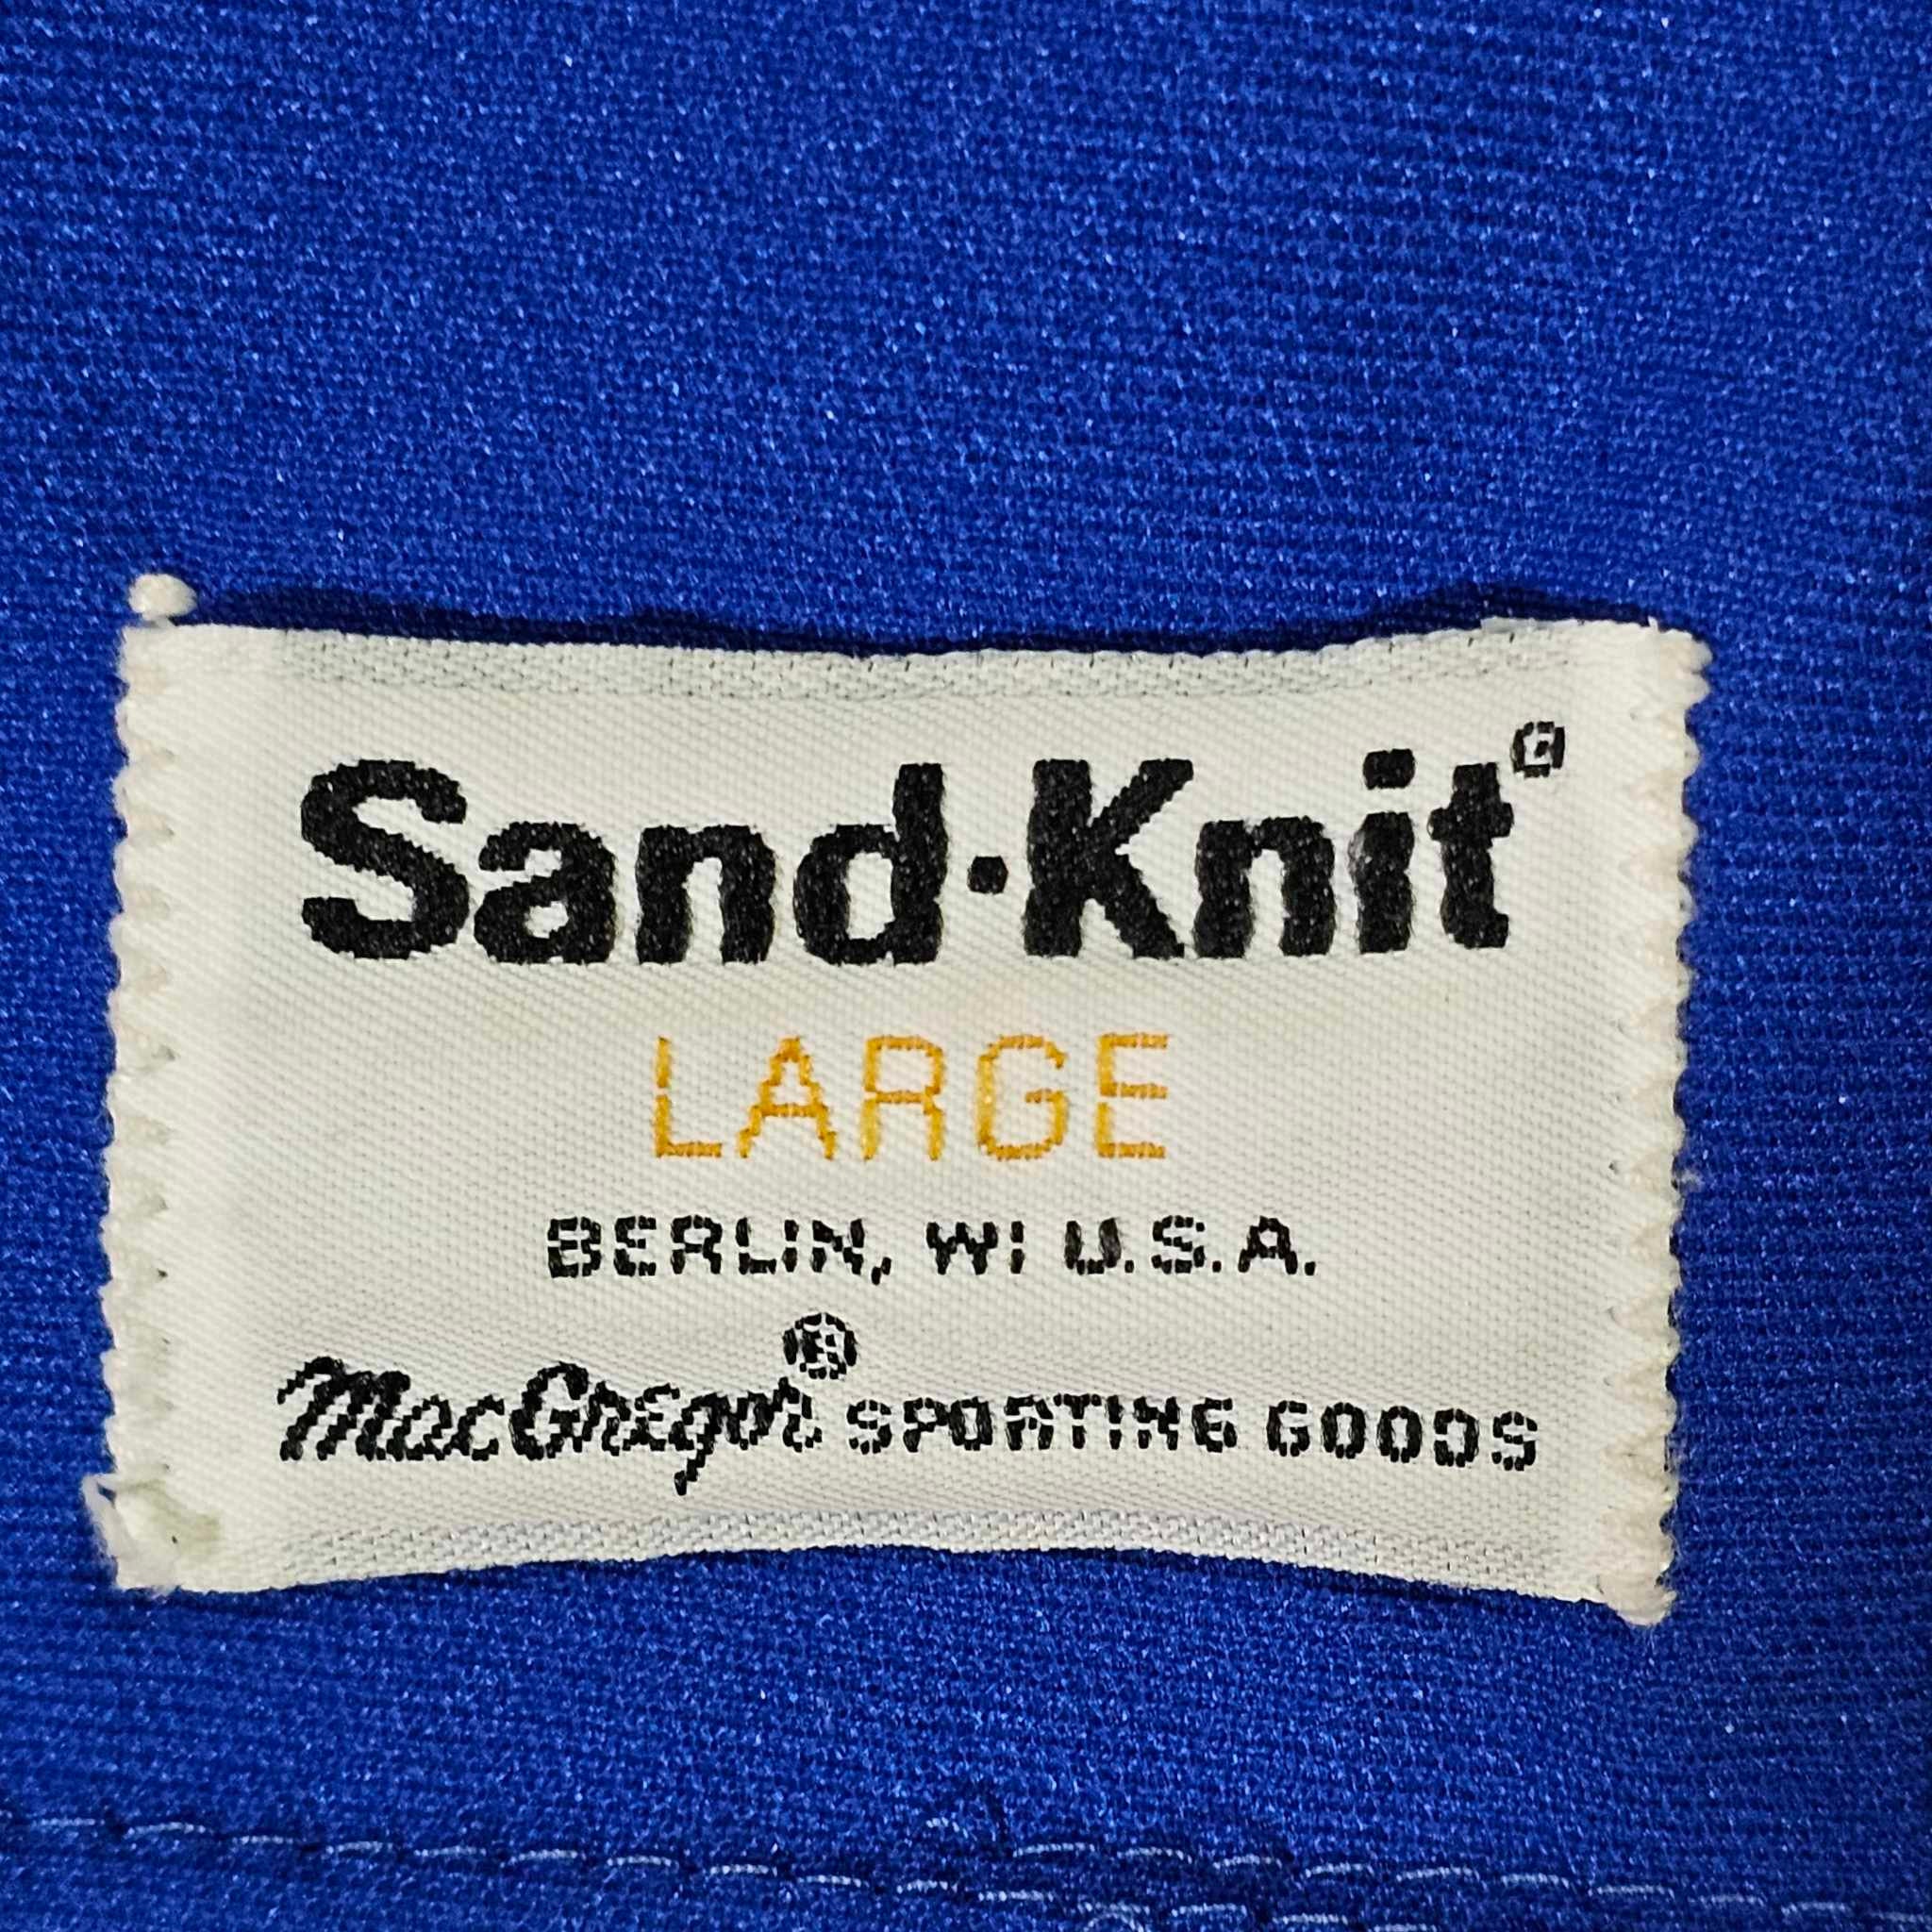 Sand·Knit®
LARGE
BERLIN, WI U.S.A.
MacGregor® SPORTING GOODS